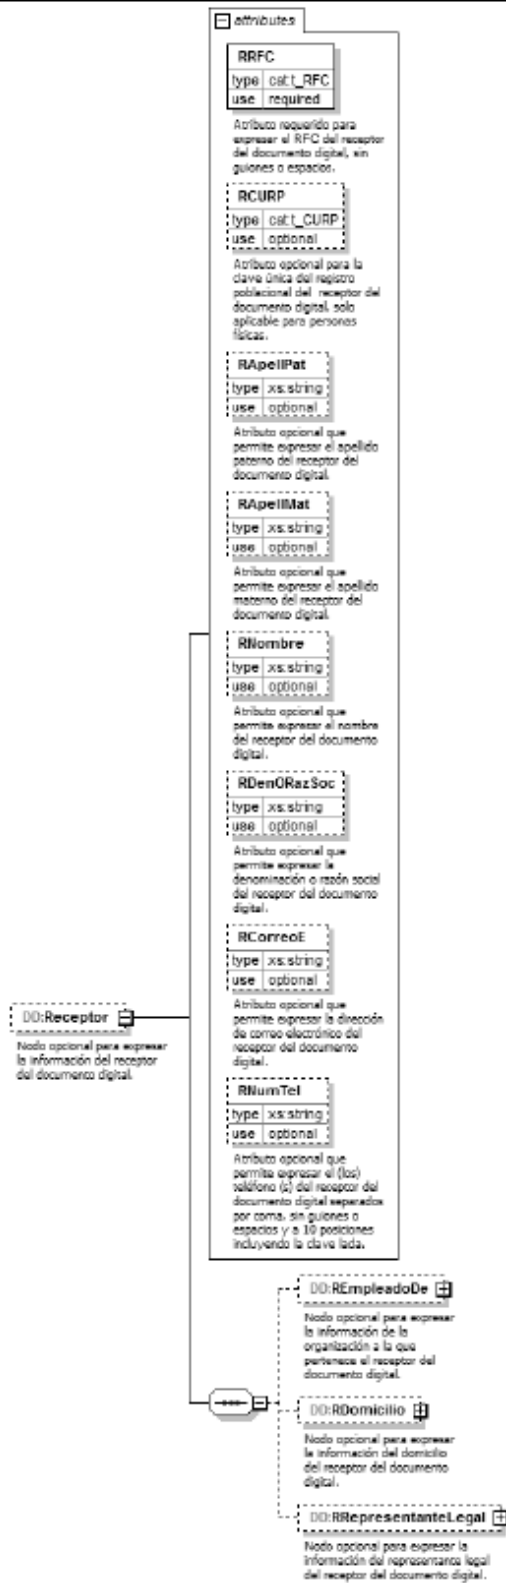 attributes
RRFC
type cat:t_RFC
use required
Atributo requerido para
expresar el RFC del receptor
del documento digital, sin
guiones o espacios.
RCURP
type cat:t_CURP
use optional
Atributo opcional para la
clave única del registro
poblacional del receptor del
documento digital, solo
aplicable para personas
físicas.
RApellPat
type xs:string
use optional
Atributo opcional que
permite expresar el apellido
paterno del receptor del
documento digital.
RApellMat
type xs:string
use optional
Atributo opcional que
permite expresar el apellido
materno del receptor del
documento digital.
RNombre
type xs:string
use optional
Atributo opcional que
permite expresar el nombre
del receptor del documento
digital.
RDenORazSoc
type xs:string
use optional
Atributo opcional que
permite expresar la
denominación o razón social
del receptor del documento
digital.
RCorreoE
type xs:string
use optional
Atributo opcional que
permite expresar la dirección
de correo electrónico del
receptor del documento
digital.
DD:Receptor
Nodo opcional para expresar
la información del receptor
del documento digital.
RNumTel
type xs:string
use optional
Atributo opcional que
permite expresar el (los)
teléfono (s) del receptor del
documento digital separados
por coma, sin guiones o
espacios y a 10 posiciones
incluyendo la clave lada.
DD:REmpleadoDe
Nodo opcional para expresar
la información de la
organización a la que
pertenece el receptor del
documento digital.
DD:RDomicilio
Nodo opcional para expresar
la información del domicilio
del receptor del documento
digital.
DD:RRepresentanteLegal
Nodo opcional para expresar la
información del representante legal
del receptor del documento digital.